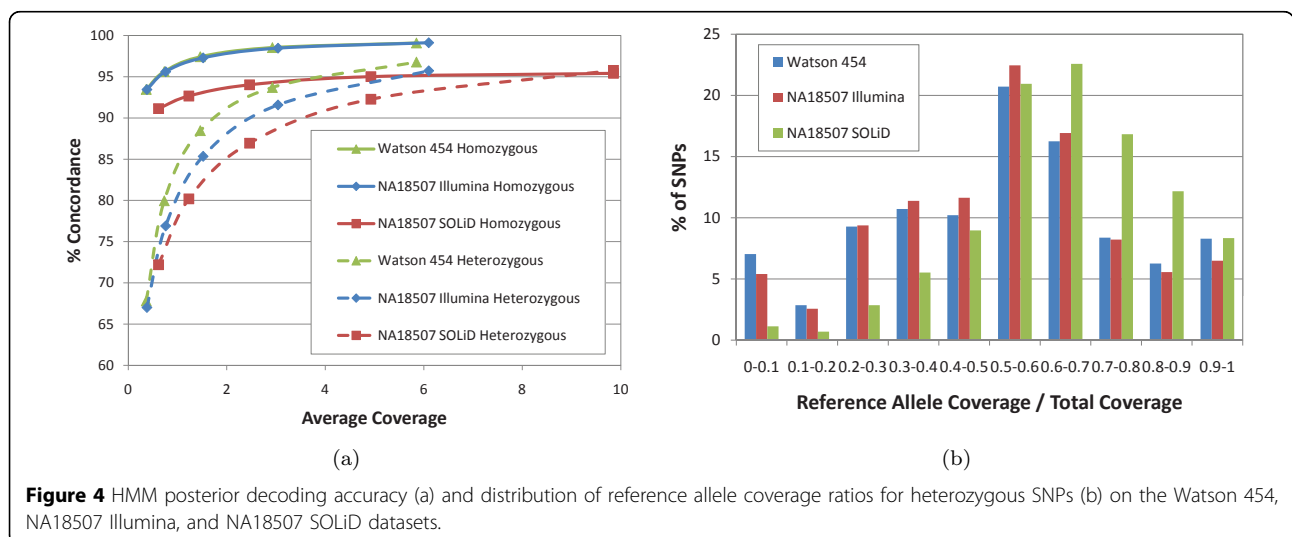 100
95
90
85
80
75
70
65
60
% Concordance
Watson 454 Homozygous
NA18507 Illumina Homozygous
NA18507 SOLiD Homozygous
Watson 454 Heterozygous
NA18507 Illumina Heterozygous
NA18507 SOLiD Heterozygous
0 2 4 6 8 10
Average Coverage
(a)
25
20
15
10
5
0
% of SNPs
Watson 454
NA18507 Illumina
NA18507 SOLiD
0-0.1 0.1-0.2 0.2-0.3 0.3-0.4 0.4-0.5 0.5-0.6 0.6-0.7 0.7-0.8 0.8-0.9 0.9-1
Reference Allele Coverage / Total Coverage
(b)
Figure 4 HMM posterior decoding accuracy (a) and distribution of reference allele coverage ratios for heterozygous SNPs (b) on the Watson 454,
NA18507 Illumina, and NA18507 SOLiD datasets.